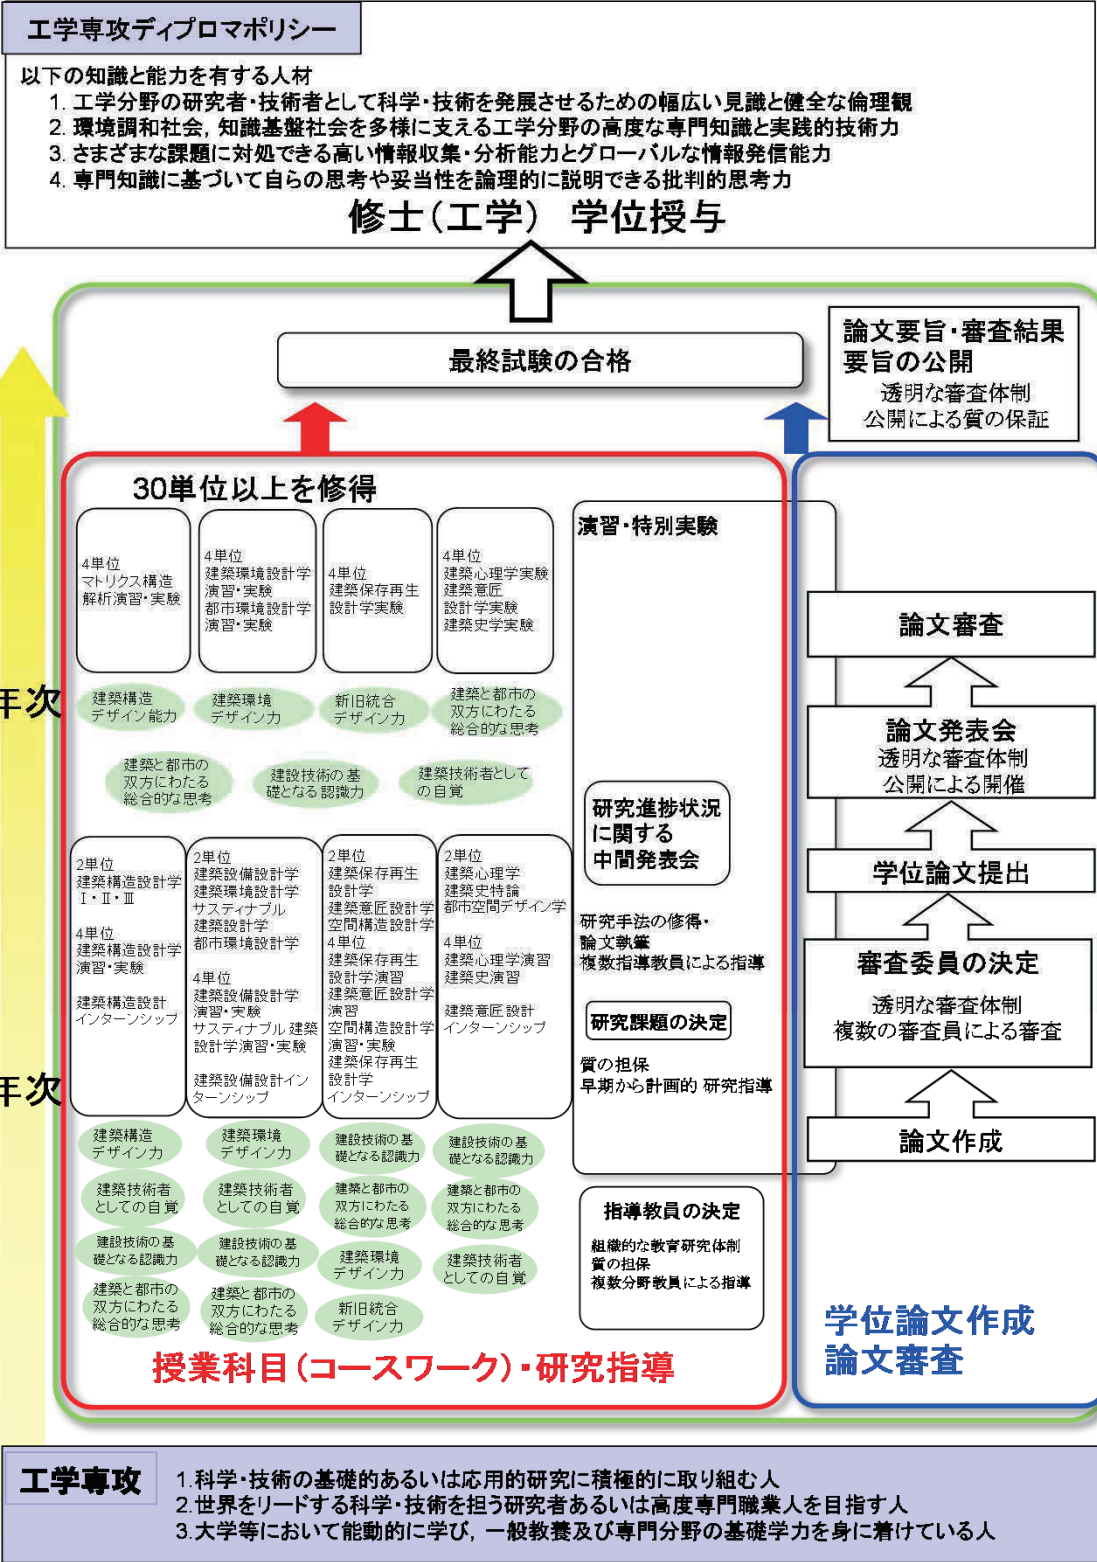 工学専攻ディプロマポリシー
以下の知識と能力を有する人材
1. 工学分野の研究者・技術者として科学・技術を発展させるための幅広い見識と健全な倫理観
2. 環境調和社会，知識基盤社会を多様に支える工学分野の高度な専門知識と実践的技術力
3. さまざまな課題に対処できる高い情報収集・分析能力とグローバルな情報発信能力
4. 専門知識に基づいて自らの思考や妥当性を論理的に説明できる批判的思考力
修士（工学） 学位授与
最終試験の合格
論文要旨・審査結果
要旨の公開
透明な審査体制
公開による質の保証
30単位以上を修得
4単位
マトリクス構造
解析演習・実験
4単位
建築環境設計学
演習・実験
都市環境設計学
演習・実験
4単位
建築保存再生
設計学実験
4単位
建築心理学実験
建築意匠
設計学実験
建築史学実験
年次
建築構造
デザイン能力
建築環境
デザイン力
新旧統合
デザイン力
建築と都市の
双方にわたる
総合的な思考
建築と都市の
双方にわたる
総合的な思考
建設技術の基
礎となる認識力
建築技術者として
の自覚
2単位
建築構造設計学
Ⅰ・Ⅱ・Ⅲ
4単位
建築構造設計学
演習・実験
建築構造設計
インターンシップ
2単位
建築設備設計学
建築環境設計学
サスティナブル
建築設計学
都市環境設計学
4単位
建築設備設計学
演習・実験
サスティナブル 建築
設計学演習・実験
建築設備設計イン
ターンシップ
2単位
建築保存再生
設計学
建築意匠設計学
空間構造設計学
4単位
建築保存再生
設計学演習
建築意匠設計学
演習
空間構造設計学
演習・実験
建築保存再生
設計学
インターンシップ
2単位
建築心理学
建築史特論
都市空間デザイン学
4単位
建築心理学演習
建築史演習
建築意匠設計
インターンシップ
年次
建築構造
デザイン力
建築技術者
としての自覚
建設技術の基
礎となる認識力
建築と都市の
双方にわたる
総合的な思考
建築環境
デザイン力
建築技術者
としての自覚
建設技術の基
礎となる認識力
建築と都市の
双方にわたる
総合的な思考
建設技術の基
礎となる認識力
建築と都市の
双方にわたる
総合的な思考
建築環境
デザイン力
新旧統合
デザイン力
建設技術の基
礎となる認識力
建築と都市の
双方にわたる
総合的な思考
建築技術者
としての自覚
演習・特別実験
研究進捗状況
に関する
中間発表会
研究手法の修得・
論文執筆
複数指導教員による指導
研究課題の決定
質の担保
早期から計画的 研究指導
指導教員の決定
組織的な教育研究体制
質の担保
複数分野教員による指導
授業科目（コースワーク）・研究指導
論文審査
論文発表会
透明な審査体制
公開による開催
学位論文提出
審査委員の決定
透明な審査体制
複数の審査員による審査
論文作成
学位論文作成
論文審査
工学専攻
1.科学・技術の基礎的あるいは応用的研究に積極的に取り組む人
2.世界をリードする科学・技術を担う研究者あるいは高度専門職業人を目指す人
3.大学等において能動的に学び，一般教養及び専門分野の基礎学力を身に着けている人